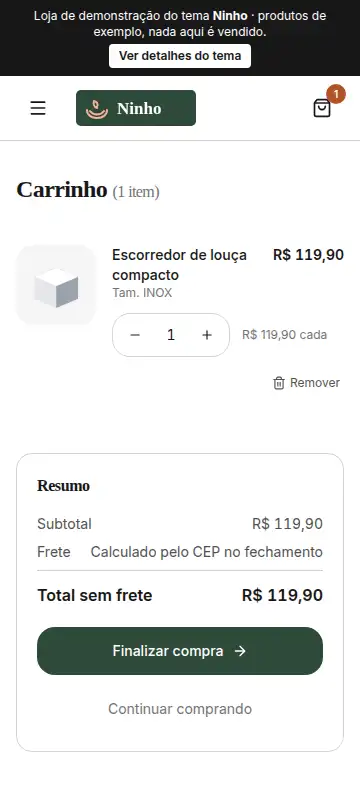 Loja de demonstração do tema Ninho · produtos de
exemplo, nada aqui é vendido.
Ver detalhes do tema
Ninho
1
Carrinho (1 item)
Escorredor de louça
compacto
R$ 119,90
Tam. INOX
− 1 +
R$ 119,90 cada
Remover
Resumo
Subtotal R$ 119,90
Frete Calculado pelo CEP no fechamento
Total sem frete R$ 119,90
Finalizar compra →
Continuar comprando